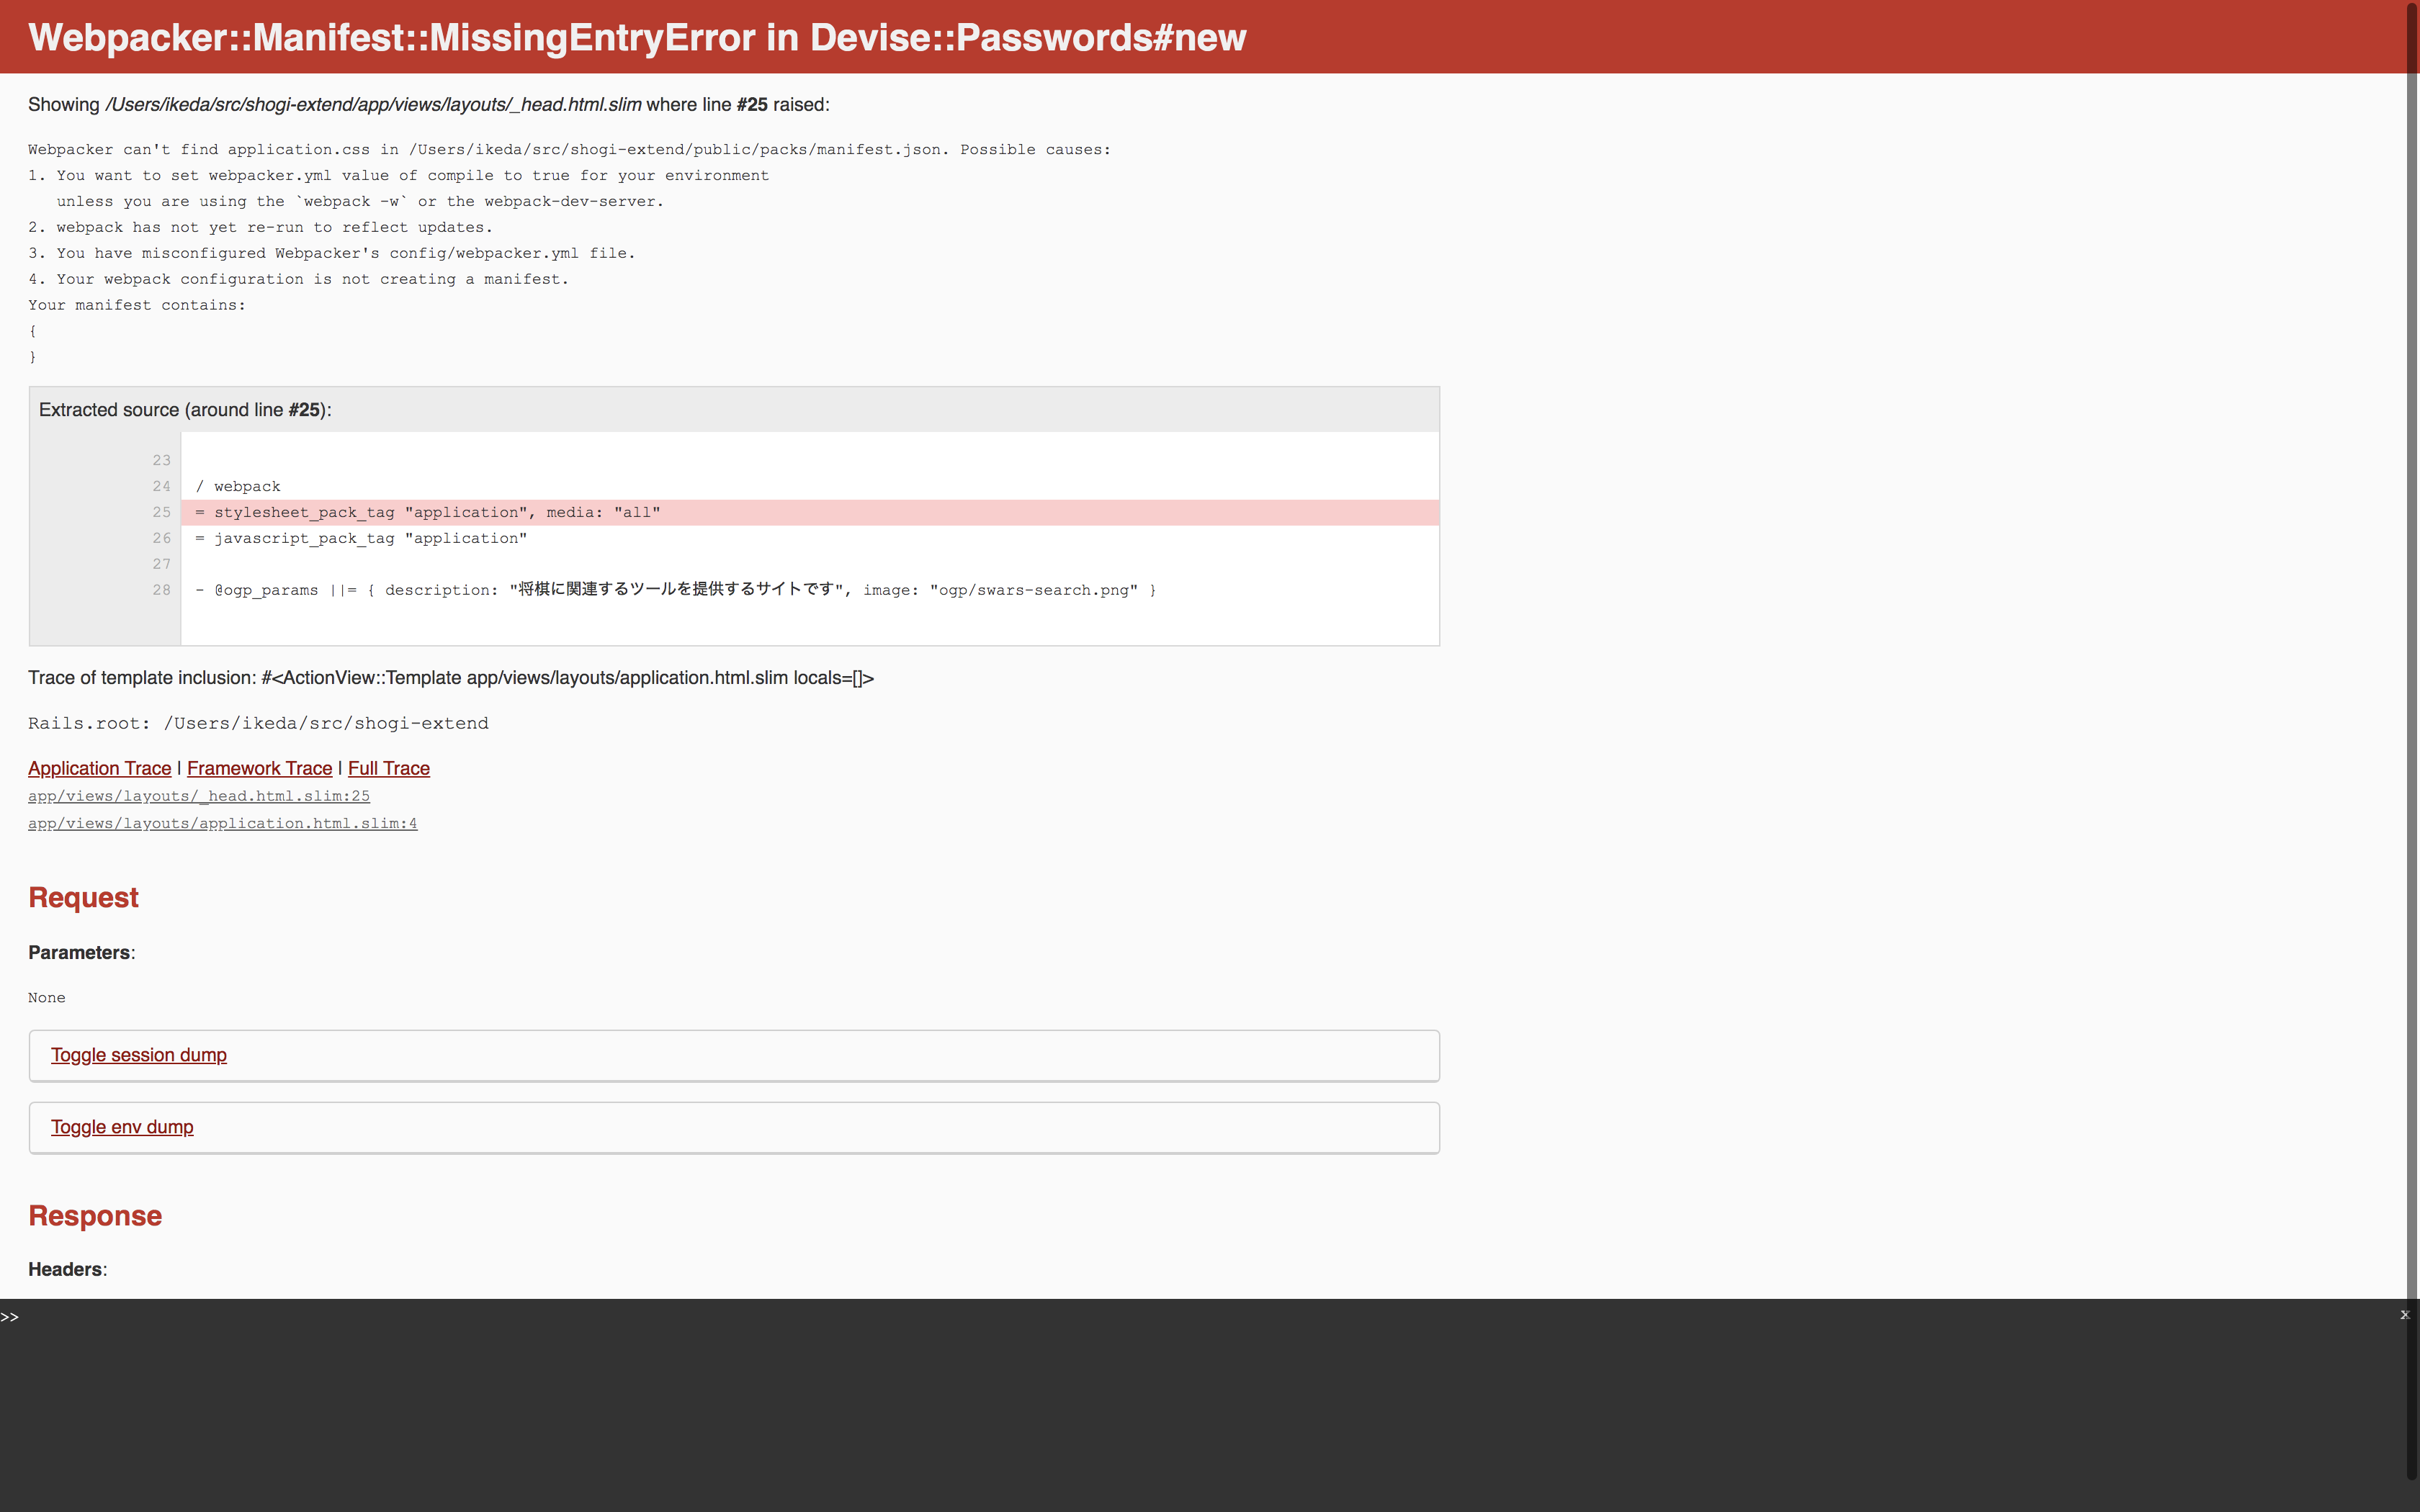 Webpacker::Manifest::MissingEntryError in Devise::Passwords#new
Showing /Users/ikeda/src/shogi-extend/app/views/layouts/_head.html.slim where line #25 raised:
Webpacker can't find application.css in /Users/ikeda/src/shogi-extend/public/packs/manifest.json. Possible causes:
1. You want to set webpacker.yml value of compile to true for your environment
   unless you are using the `webpack -w` or the webpack-dev-server.
2. webpack has not yet re-run to reflect updates.
3. You have misconfigured Webpacker's config/webpacker.yml file.
4. Your webpack configuration is not creating a manifest.
Your manifest contains:
{
}
Extracted source (around line #25):
23
24 / webpack
25 = stylesheet_pack_tag "application", media: "all"
26 = javascript_pack_tag "application"
27
28 - @ogp_params ||= { description: "将棋に関連するツールを提供するサイトです", image: "ogp/swars-search.png" }
Trace of template inclusion: #<ActionView::Template app/views/layouts/application.html.slim locals=[]>
Rails.root: /Users/ikeda/src/shogi-extend
Application Trace | Framework Trace | Full Trace
app/views/layouts/_head.html.slim:25
app/views/layouts/application.html.slim:4
Request
Parameters:
None
Toggle session dump
Toggle env dump
Response
Headers:
>>
x